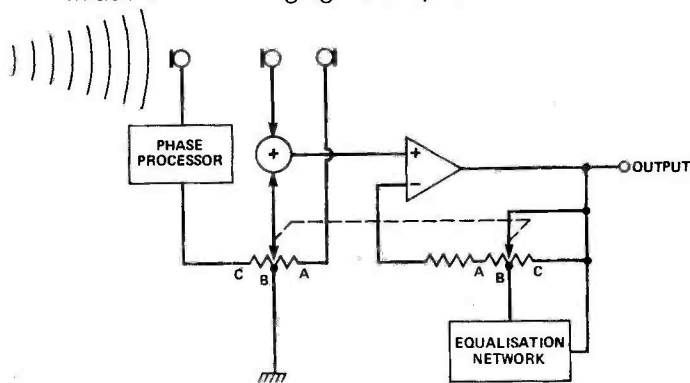 PHASE
PROCESSOR
+
+
−
OUTPUT
C
B
A
A
B
C
EQUALISATION
NETWORK